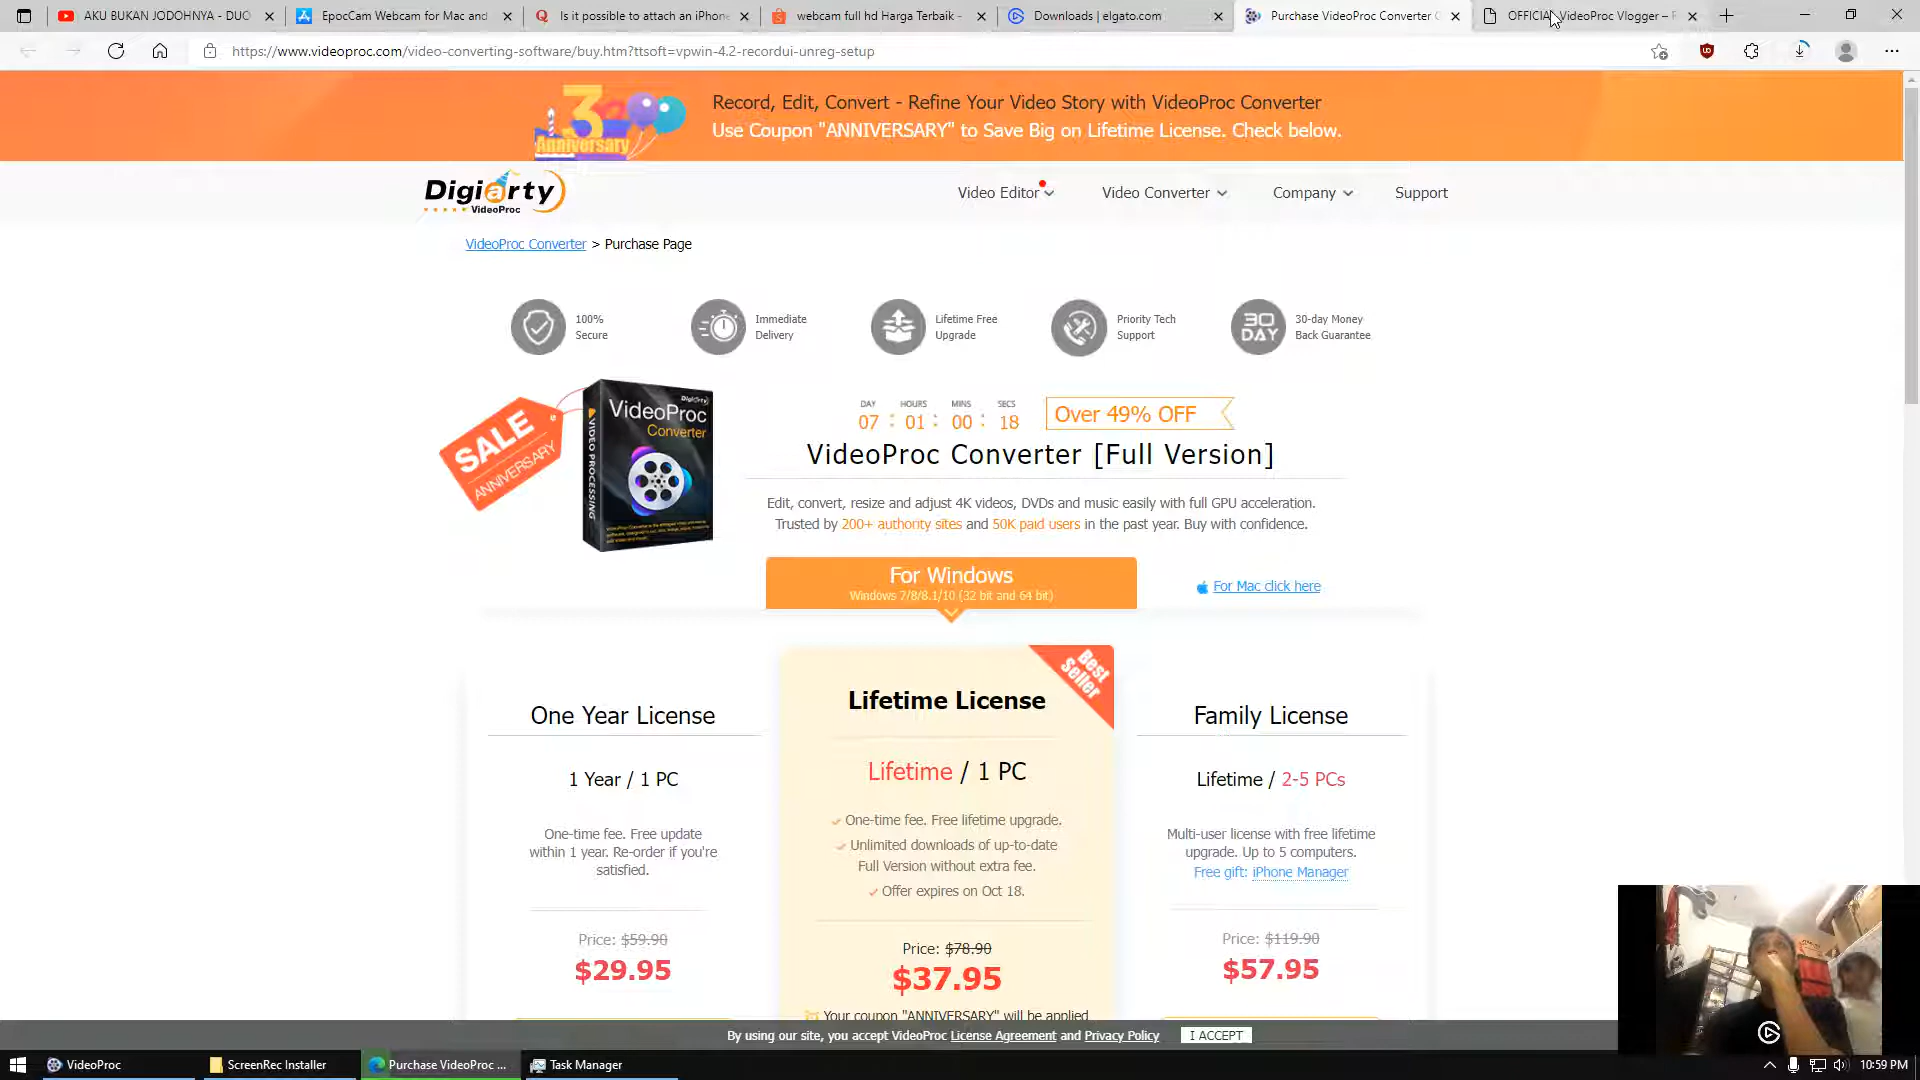 AKU BUKAN JODOHNYA - DUO
EpocCam Webcam for Mac and
Is it possible to attach an iPhone
webcam full hd Harga Terbaik -
Downloads | elgato.com
Purchase VideoProc Converter
OFFICIAL VideoProc Vlogger –
https://www.videoproc.com/video-converting-software/buy.htm?ttsoft=vpwin-4.2-recordui-unreg-setup
3
Anniversary
Record, Edit, Convert - Refine Your Video Story with VideoProc Converter
Use Coupon "ANNIVERSARY" to Save Big on Lifetime License. Check below.
Digiarty
VideoProc
Video Editor
Video Converter
Company
Support
VideoProc Converter > Purchase Page
100%
Secure
Immediate
Delivery
Lifetime Free
Upgrade
Priority Tech
Support
30
DAY
30-day Money
Back Guarantee
SALE
ANNIVERSARY
Digiarty
VideoProc
Converter
VIDEO PROCESSING
DAY HOURS MINS SECS
07 : 01 : 00 : 18
Over 49% OFF
VideoProc Converter [Full Version]
Edit, convert, resize and adjust 4K videos, DVDs and music easily with full GPU acceleration.
Trusted by 200+ authority sites and 50K paid users in the past year. Buy with confidence.
For Windows
Windows 7/8/8.1/10 (32 bit and 64 bit)
For Mac click here
One Year License
1 Year / 1 PC
One-time fee. Free update
within 1 year. Re-order if you're
satisfied.
Price: $59.90
$29.95
Best
Seller
Lifetime License
Lifetime / 1 PC
One-time fee. Free lifetime upgrade.
Unlimited downloads of up-to-date
Full Version without extra fee.
Offer expires on Oct 18.
Price: $78.90
$37.95
Your coupon "ANNIVERSARY" will be applied
Family License
Lifetime / 2-5 PCs
Multi-user license with free lifetime
upgrade. Up to 5 computers.
Free gift: iPhone Manager
Price: $119.90
$57.95
By using our site, you accept VideoProc License Agreement and Privacy Policy
I ACCEPT
VideoProc
ScreenRec Installer
Purchase VideoProc ...
Task Manager
10:59 PM